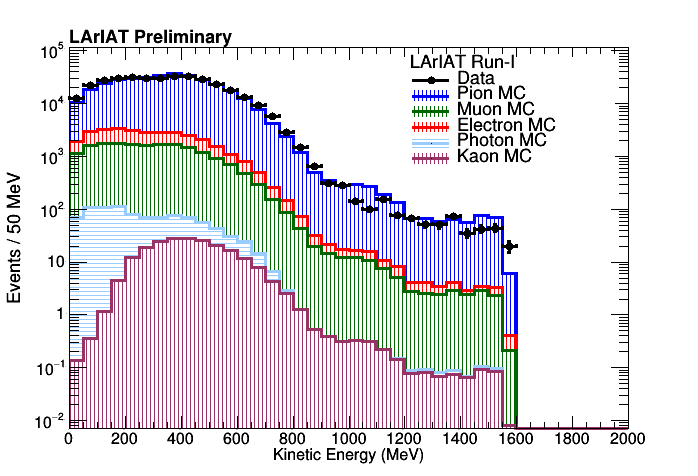 LArIAT Preliminary
LArIAT Run-I
Data
Pion MC
Muon MC
Electron MC
Photon MC
Kaon MC
Events / 50 MeV
10^5
10^4
10^3
10^2
10
1
10^-1
10^-2
0 200 400 600 800 1000 1200 1400 1600 1800 2000
Kinetic Energy (MeV)